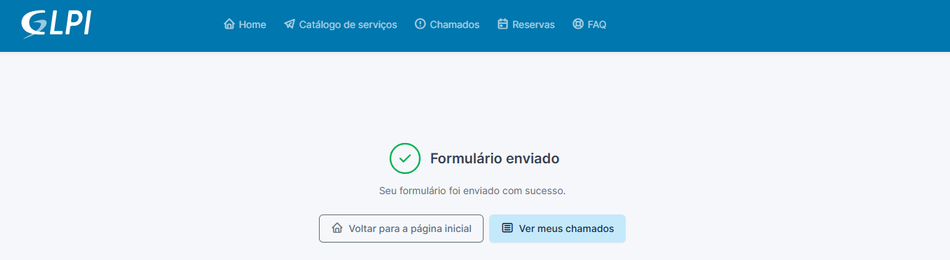 GLPI
Home Catálogo de serviços Chamados Reservas FAQ
Formulário enviado
Seu formulário foi enviado com sucesso.
Voltar para a página inicial Ver meus chamados